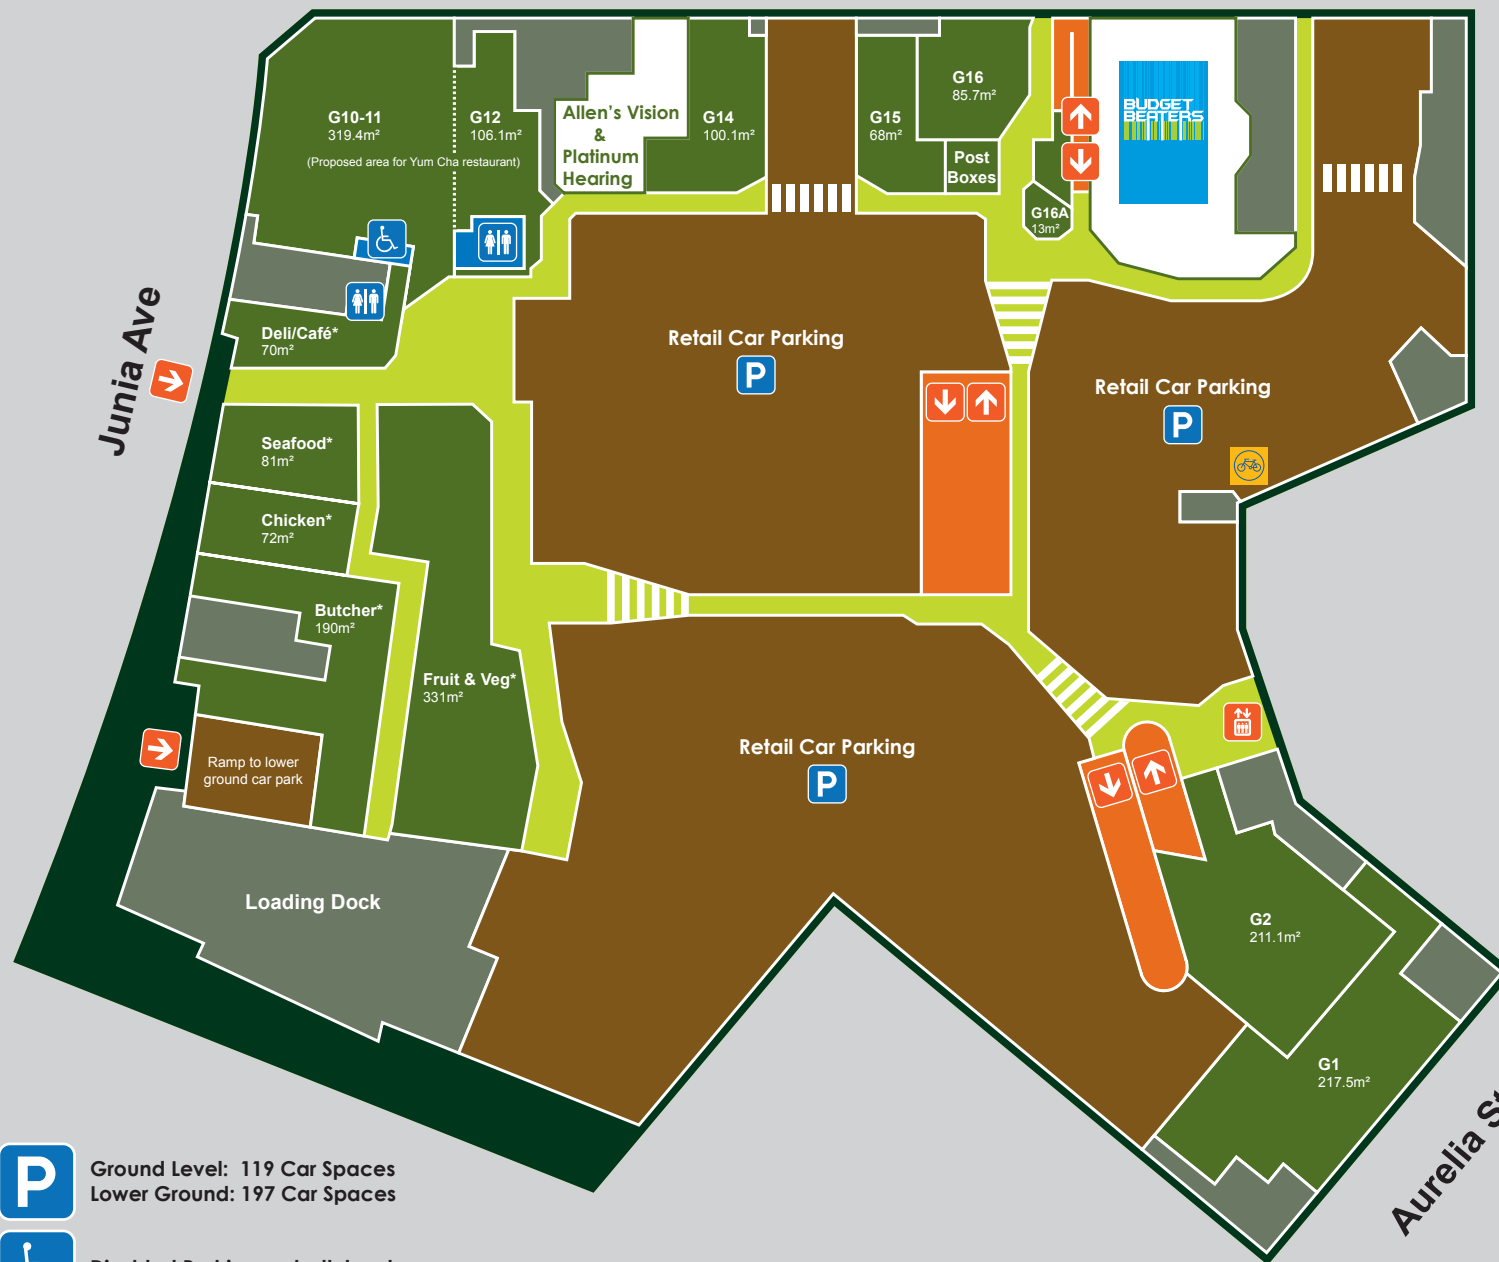 G10-11
319.4m²
(Proposed area for Yum Cha restaurant)
G12
106.1m²
Allen's Vision
&
Platinum
Hearing
G14
100.1m²
G15
68m²
G16
85.7m²
Post
Boxes
G16A
13m²
BUDGET
BEATERS
Junia Ave
Deli/Café*
70m²
Retail Car Parking
P
Retail Car Parking
P
Seafood*
81m²
Chicken*
72m²
Butcher*
190m²
Fruit & Veg*
331m²
Ramp to lower
ground car park
Retail Car Parking
P
Loading Dock
G2
211.1m²
G1
217.5m²
Aurelia St
P
Ground Level: 119 Car Spaces
Lower Ground: 197 Car Spaces